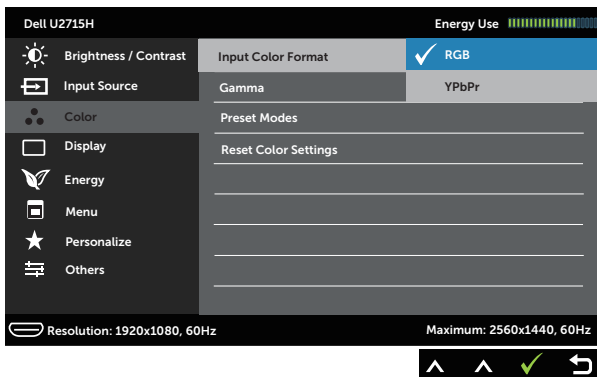 Dell U2715H Energy Use
Brightness / Contrast Input Color Format RGB
Input Source Gamma YPbPr
Color Preset Modes
Display Reset Color Settings
Energy
Menu
Personalize
Others
Resolution: 1920x1080, 60Hz Maximum: 2560x1440, 60Hz